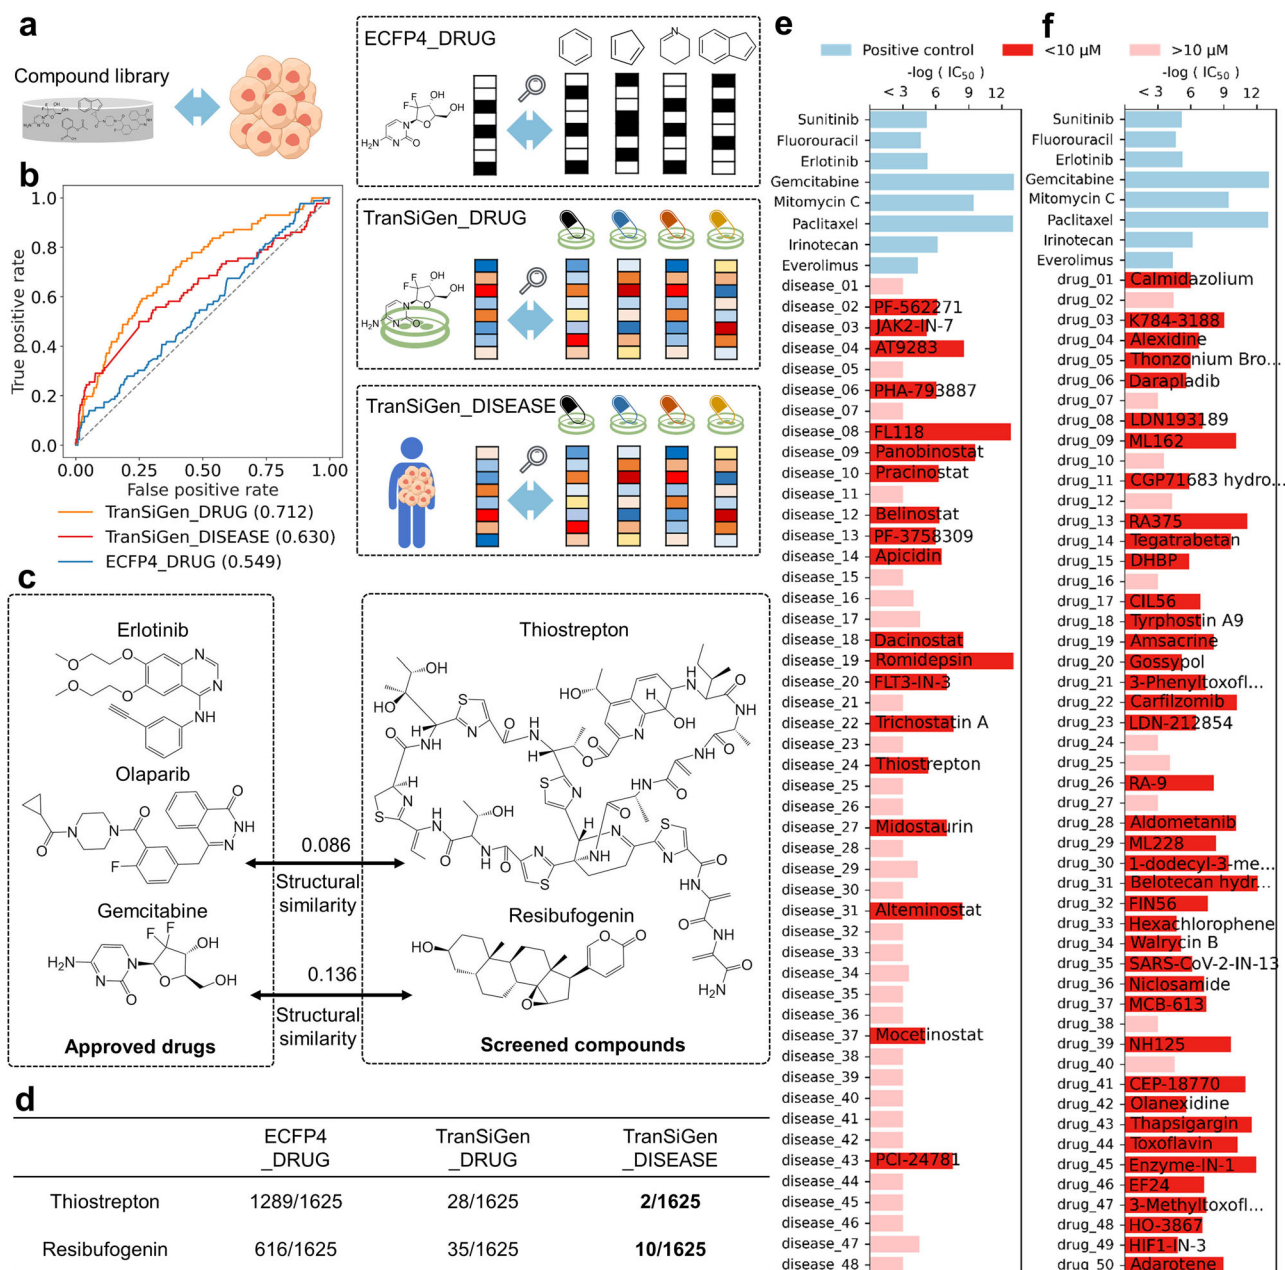 a
Compound library
ECFP4_DRUG
b
1.0
0.8
0.6
0.4
0.2
0.0
True positive rate
0.00 0.25 0.50 0.75 1.00
False positive rate
TranSiGen_DRUG (0.712)
TranSiGen_DISEASE (0.630)
ECFP4_DRUG (0.549)
TranSiGen_DRUG
TranSiGen_DISEASE
c
Erlotinib
Olaparib
Gemcitabine
Approved drugs
0.086
Structural
similarity
0.136
Structural
similarity
Thiostrepton
Resibufogenin
Screened compounds
d
ECFP4
_DRUG
TranSiGen
_DRUG
TranSiGen
_DISEASE
Thiostrepton 1289/1625 28/1625 2/1625
Resibufogenin 616/1625 35/1625 10/1625
e
f
Positive control
<10 μM
>10 μM
-log ( IC50 )
< 3 6 9 12
Sunitinib
Fluorouracil
Erlotinib
Gemcitabine
Mitomycin C
Paclitaxel
Irinotecan
Everolimus
disease_01
disease_02 PF-562271
disease_03 JAK2-IN-7
disease_04 AT9283
disease_05
disease_06 PHA-793887
disease_07
disease_08 FL118
disease_09 Panobinostat
disease_10 Pracinostat
disease_11
disease_12 Belinostat
disease_13 PF-3758309
disease_14 Apicidin
disease_15
disease_16
disease_17
disease_18 Dacinostat
disease_19 Romidepsin
disease_20 FLT3-IN-3
disease_21
disease_22 Trichostatin A
disease_23
disease_24 Thiostrepton
disease_25
disease_26
disease_27 Midostaurin
disease_28
disease_29
disease_30
disease_31 Alteminostat
disease_32
disease_33
disease_34
disease_35
disease_36
disease_37 Mocetinostat
disease_38
disease_39
disease_40
disease_41
disease_42
disease_43 PCI-24781
disease_44
disease_45
disease_46
disease_47
disease_48
-log ( IC50 )
< 3 6 9 12
Sunitinib
Fluorouracil
Erlotinib
Gemcitabine
Mitomycin C
Paclitaxel
Irinotecan
Everolimus
drug_01 Calmidazolium
drug_02
drug_03 K784-3188
drug_04 Alexidine
drug_05 Thonzonium Bro...
drug_06 Darapladib
drug_07
drug_08 LDN193189
drug_09 ML162
drug_10
drug_11 CGP71683 hydro...
drug_12
drug_13 RA375
drug_14 Tegatrabetan
drug_15 DHBP
drug_16
drug_17 CIL56
drug_18 Tyrphostin A9
drug_19 Amsacrine
drug_20 Gossypol
drug_21 3-Phenyltoxofl...
drug_22 Carfilzomib
drug_23 LDN-212854
drug_24
drug_25
drug_26 RA-9
drug_27
drug_28 Aldometanib
drug_29 ML228
drug_30 1-dodecyl-3-me...
drug_31 Belotecan hydr...
drug_32 FIN56
drug_33 Hexachlorophene
drug_34 Walrycin B
drug_35 SARS-CoV-2-IN-13
drug_36 Niclosamide
drug_37 MCB-613
drug_38
drug_39 NH125
drug_40
drug_41 CEP-18770
drug_42 Olanexidine
drug_43 Thapsigargin
drug_44 Toxoflavin
drug_45 Enzyme-IN-1
drug_46 EF24
drug_47 3-Methyltoxofl...
drug_48 HO-3867
drug_49 HIF1-IN-3
drug_50 Adarotene